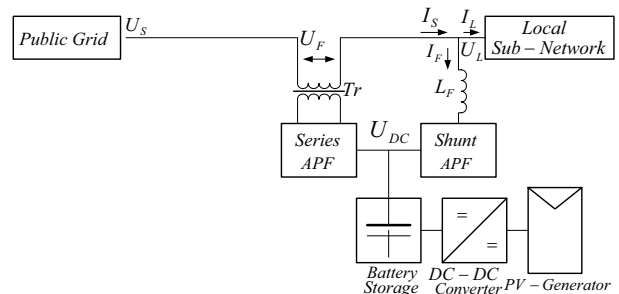 Public Grid
U_S
U_F
I_S
I_L
I_F
U_L
Local
Sub – Network
L_F
Tr
Series
APF
U_DC
Shunt
APF
=
=
Battery
Storage
DC – DC
Converter
PV – Generator